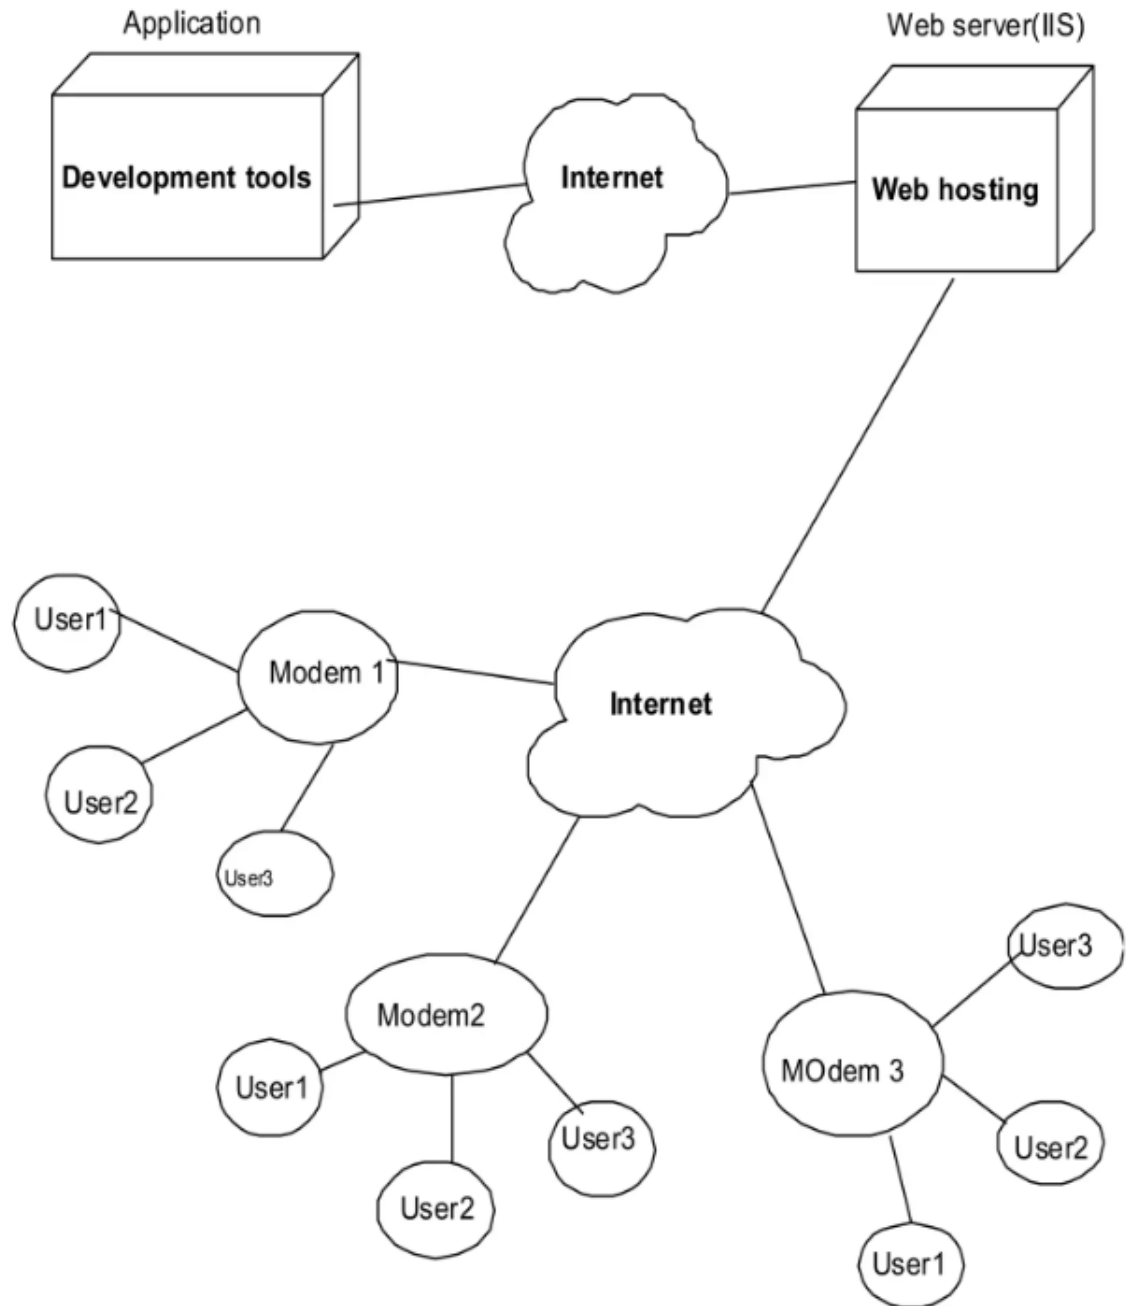 Application
Web server(IIS)
Development tools
Internet
Web hosting
User1
Modem 1
Internet
User2
User3
User3
Modem2
MOdem 3
User1
User3
User2
User2
User1